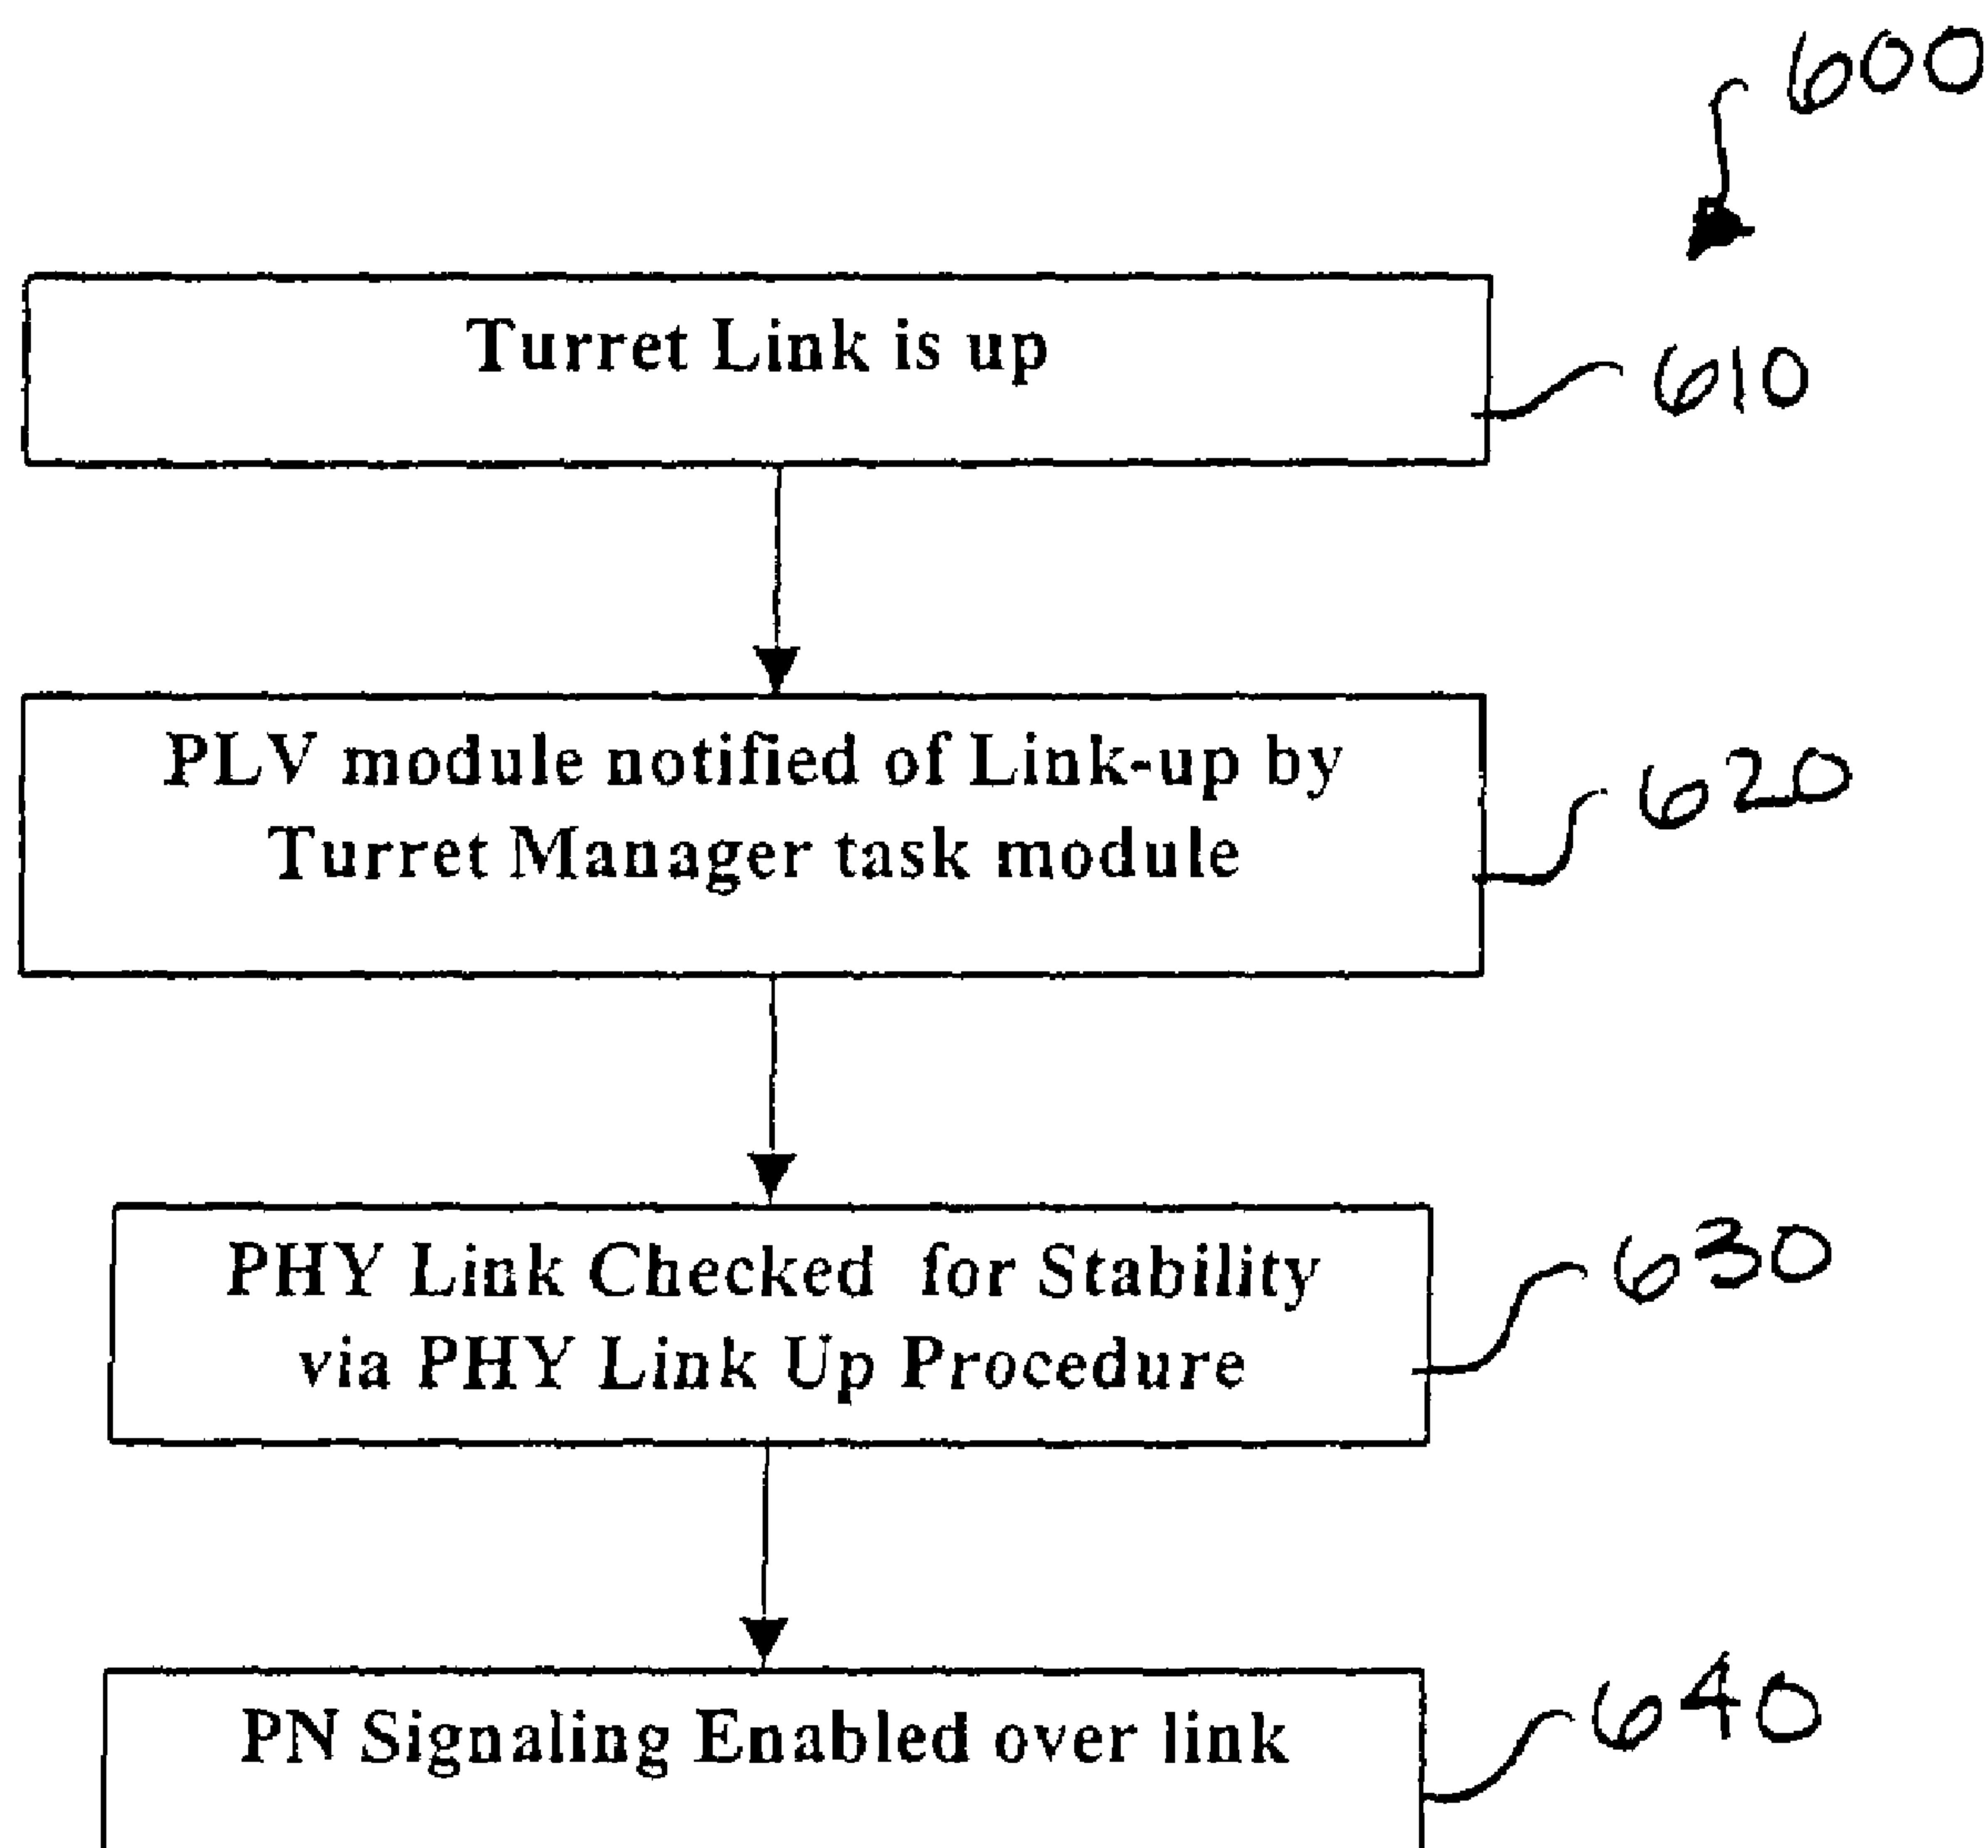 600
Turret Link is up
610
PLV module notified of Link-up by
Turret Manager task module
620
PHY Link Checked for Stability
via PHY Link Up Procedure
630
PN Signaling Enabled over link
640